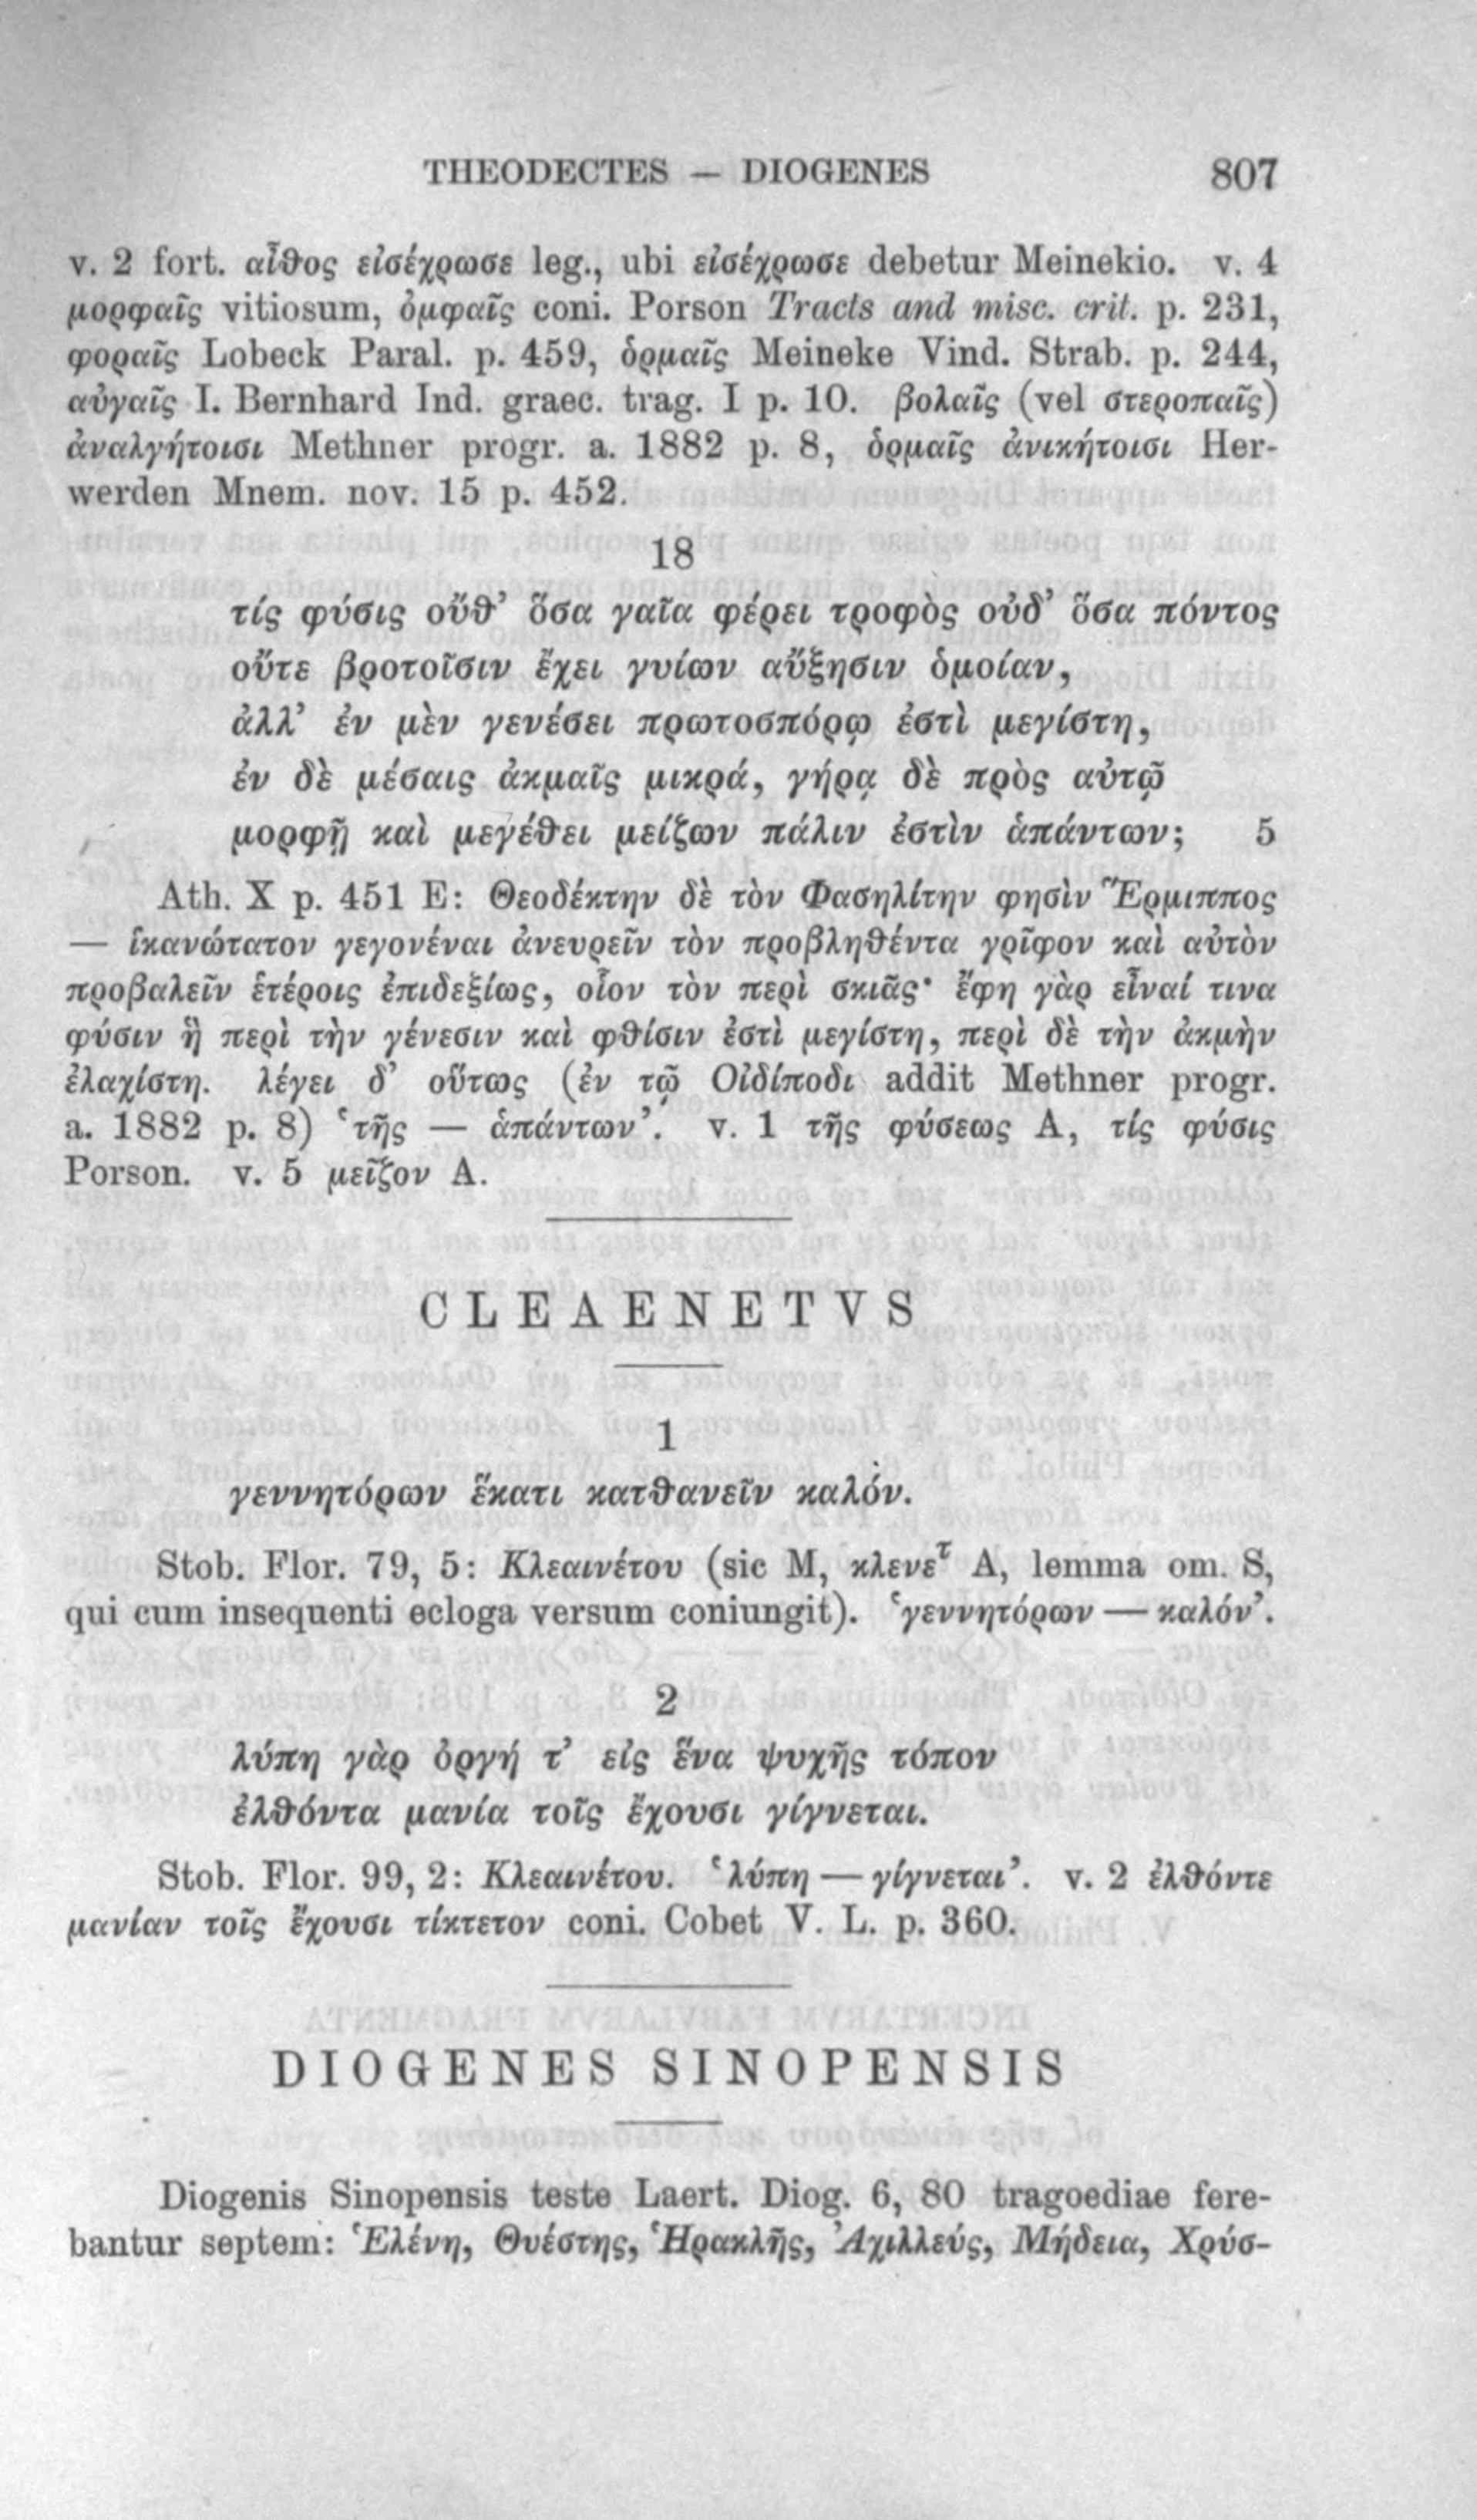 THEODECTES — DIOGENES 807
v. 2 fort. αἶθος εἰσέχρωσε leg., ubi εἰσέχρωσε debetur Meinekio. v. 4
μορφαῖς vitiosum, ὀμφαῖς coni. Porson Tracts and misc. crit. p. 231,
φοραῖς Lobeck Paral. p. 459, ὁρμαῖς Meineke Vind. Strab. p. 244,
αὐγαῖς I. Bernhard Ind. graec. trag. I p. 10. βολαῖς (vel στεροπαῖς)
ἀναλγήτοισι Methner progr. a. 1882 p. 8, ὁρμαῖς ἀνικήτοισι Her-
werden Mnem. nov. 15 p. 452.
18
τίς φύσις οὔθ’ ὅσα γαῖα φέρει τροφὸς οὐδ’ ὅσα πόντος
οὔτε βροτοῖσιν ἔχει γυίων αὔξησιν ὁμοίαν,
ἀλλ’ ἐν μὲν γενέσει πρωτοσπόρῳ ἐστὶ μεγίστη,
ἐν δὲ μέσαις ἀκμαῖς μικρά, γήρᾳ δὲ πρὸς αὐτῷ
μορφῇ καὶ μεγέθει μείζων πάλιν ἐστὶν ἁπάντων; 5
Ath. X p. 451 E: Θεοδέκτην δὲ τὸν Φασηλίτην φησὶν Ἕρμιππος
— ἱκανώτατον γεγονέναι ἀνευρεῖν τὸν προβληθέντα γρῖφον καὶ αὐτὸν
προβαλεῖν ἑτέροις ἐπιδεξίως, οἷον τὸν περὶ σκιᾶς· ἔφη γὰρ εἶναί τινα
φύσιν ἣ περὶ τὴν γένεσιν καὶ φθίσιν ἐστὶ μεγίστη, περὶ δὲ τὴν ἀκμὴν
ἐλαχίστη. λέγει δ’ οὕτως (ἐν τῷ Οἰδίποδι addit Methner progr.
a. 1882 p. 8) ‘τῆς — ἁπάντων’. v. 1 τῆς φύσεως A, τίς φύσις
Porson. v. 5 μεῖζον A.
CLEAENETVS
1
γεννητόρων ἕκατι κατθανεῖν καλόν.
Stob. Flor. 79, 5: Κλεαινέτου (sic M, κλενεᵗ A, lemma om. S,
qui cum insequenti ecloga versum coniungit). ‘γεννητόρων — καλόν’.
2
λύπη γὰρ ὀργή τ’ εἰς ἕνα ψυχῆς τόπον
ἐλθόντα μανία τοῖς ἔχουσι γίγνεται.
Stob. Flor. 99, 2: Κλεαινέτου. ‘λύπη — γίγνεται’. v. 2 ἐλθόντε
μανίαν τοῖς ἔχουσι τίκτετον coni. Cobet V. L. p. 360.
DIOGENES SINOPENSIS
Diogenis Sinopensis teste Laert. Diog. 6, 80 tragoediae fere-
bantur septem: Ἑλένη, Θυέστης, Ἡρακλῆς, Ἀχιλλεύς, Μήδεια, Χρύσ-